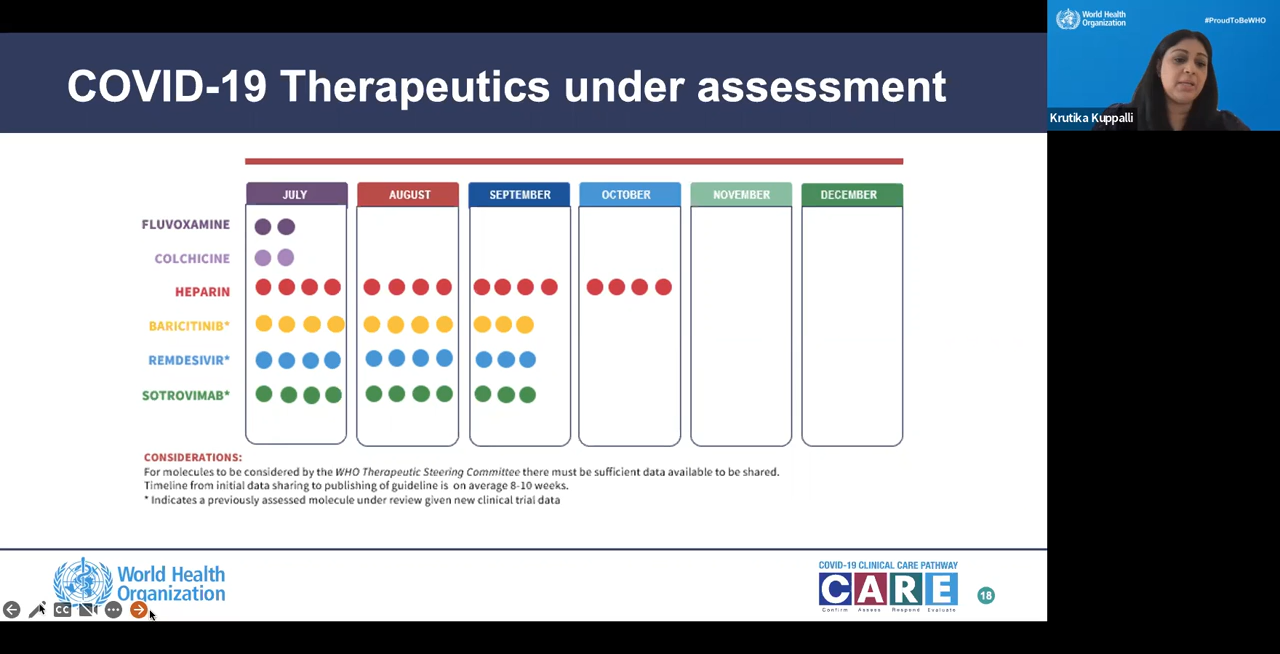 World Health
Organization
#ProudToBeWHO
COVID-19 Therapeutics under assessment
Krutika Kuppalli
JULY AUGUST SEPTEMBER OCTOBER NOVEMBER DECEMBER
FLUVOXAMINE
COLCHICINE
HEPARIN
BARICITINIB*
REMDESIVIR*
SOTROVIMAB*
CONSIDERATIONS:
For molecules to be considered by the WHO Therapeutic Steering Committee there must be sufficient data available to be shared.
Timeline from initial data sharing to publishing of guideline is on average 8-10 weeks.
* Indicates a previously assessed molecule under review given new clinical trial data
World Health
Organization
COVID-19 CLINICAL CARE PATHWAY
CARE
Confirm Assess Respond Evaluate
18
CC